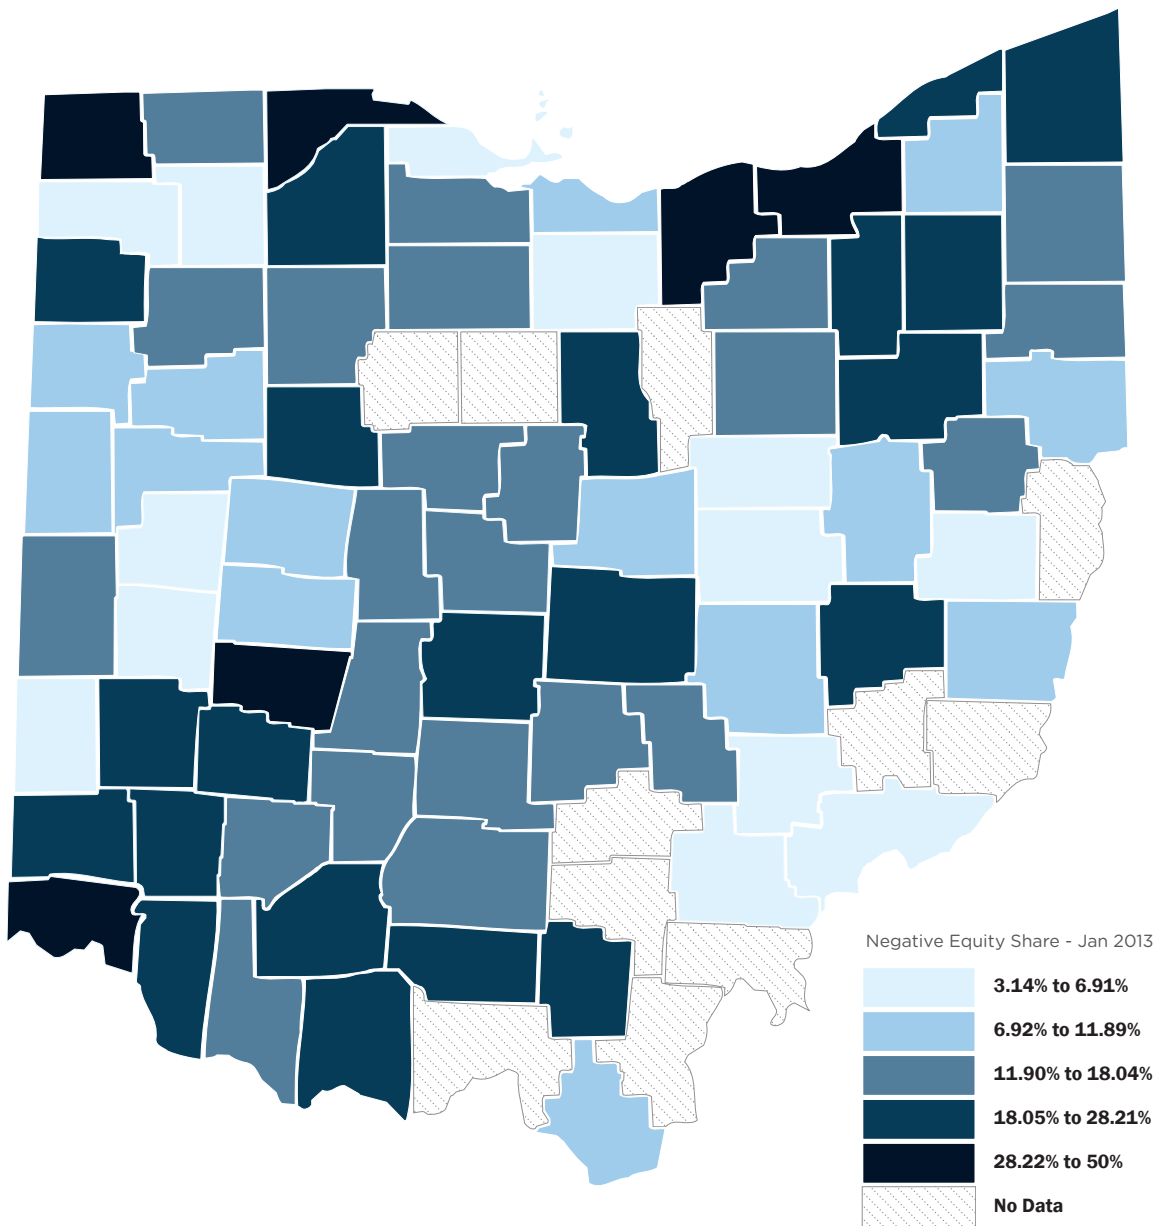 Negative Equity Share - Jan 2013
3.14% to 6.91%
6.92% to 11.89%
11.90% to 18.04%
18.05% to 28.21%
28.22% to 50%
No Data